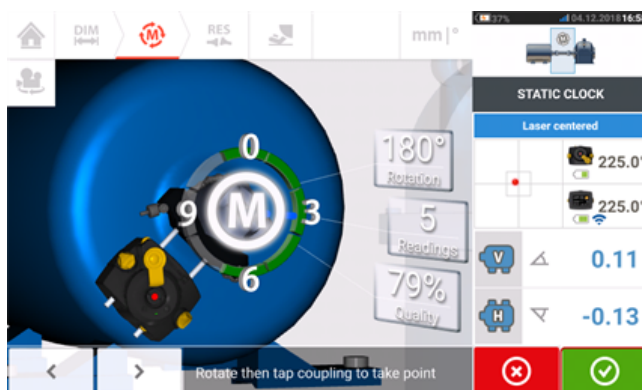 37% 04.12.2018 16:5
DIM
M
RES
mm|°
M
STATIC CLOCK
Laser centered
0
180°
Rotation
225.0°
9
M
3
5
Readings
225.0°
6
79%
Quality
V
0.11
H
-0.13
Rotate then tap coupling to take point